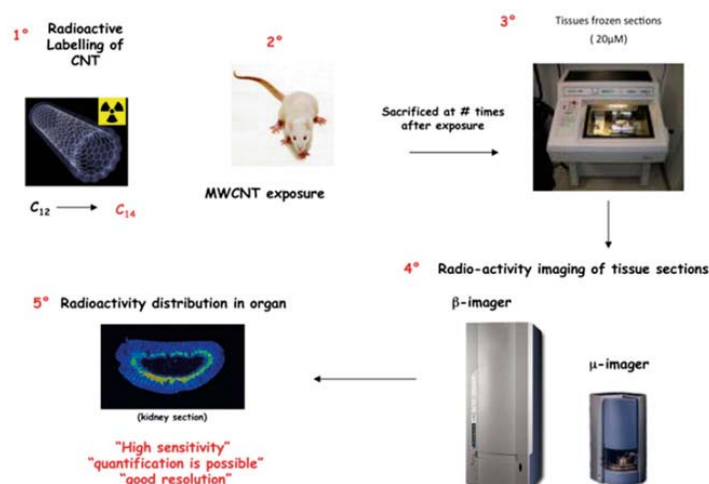 1°
Radioactive
Labelling of
CNT
C12 → C14
2°
MWCNT exposure
Sacrificed at # times
after exposure
3°
Tissues frozen sections
( 20µM)
4° Radio-activity imaging of tissue sections
β-imager
µ-imager
5° Radioactivity distribution in organ
(kidney section)
"High sensitivity"
"quantification is possible"
"good resolution"